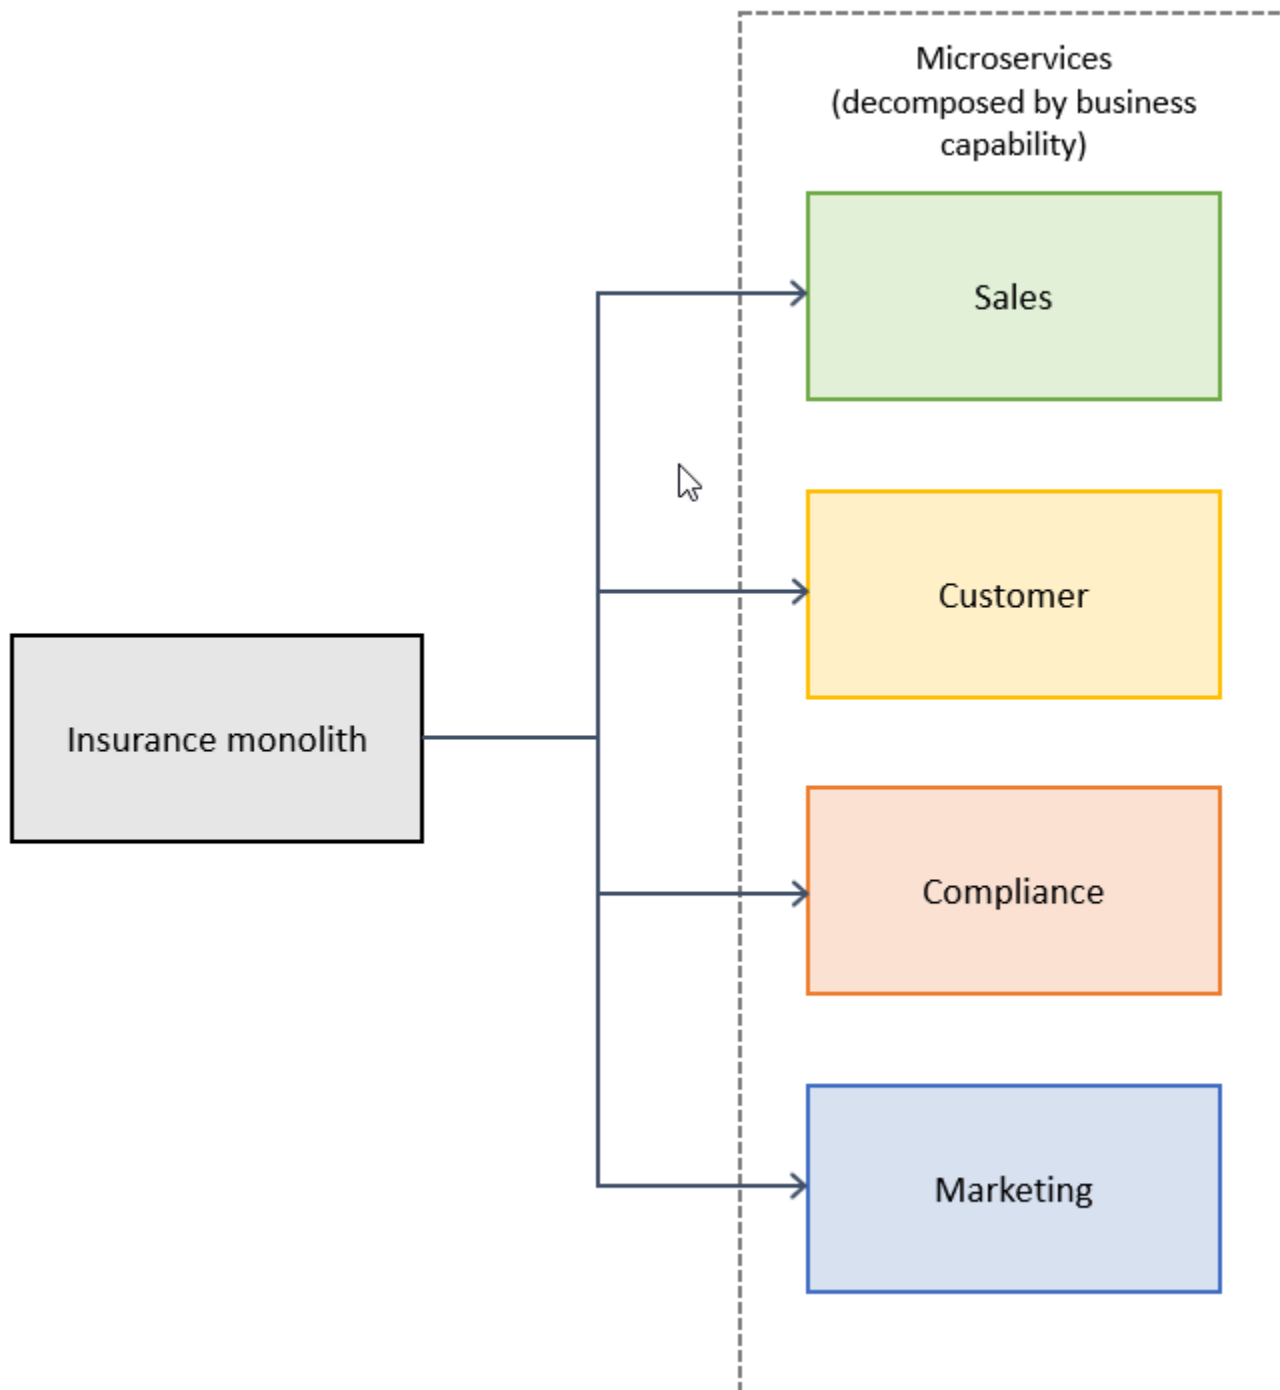 Microservices
(decomposed by business
capability)
Sales
Customer
Insurance monolith
Compliance
Marketing